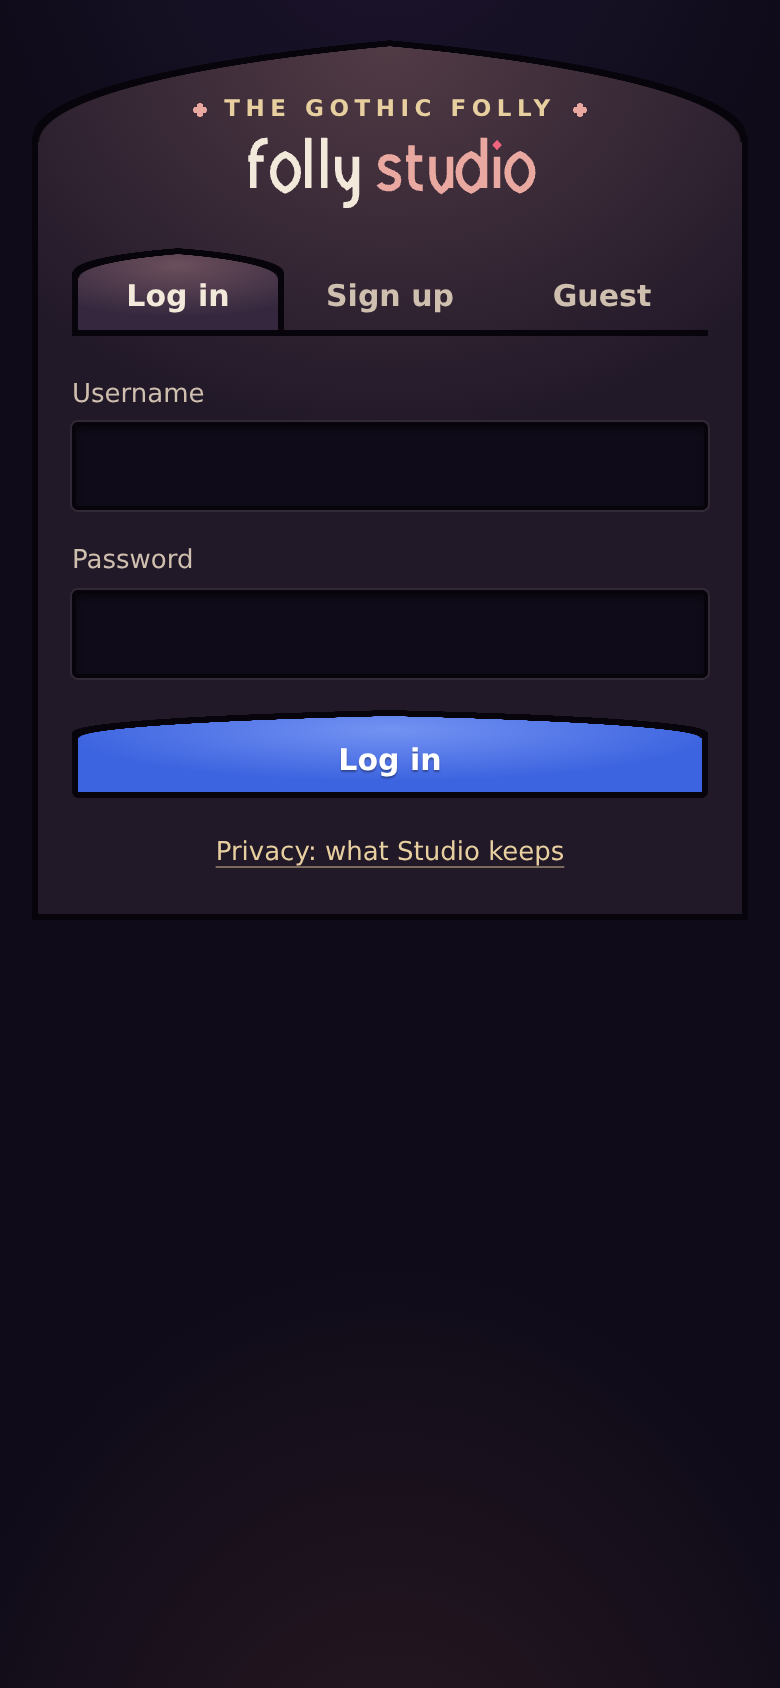 THE GOTHIC FOLLY
folly studio
Log in Sign up Guest
Username
Password
Log in
Privacy: what Studio keeps